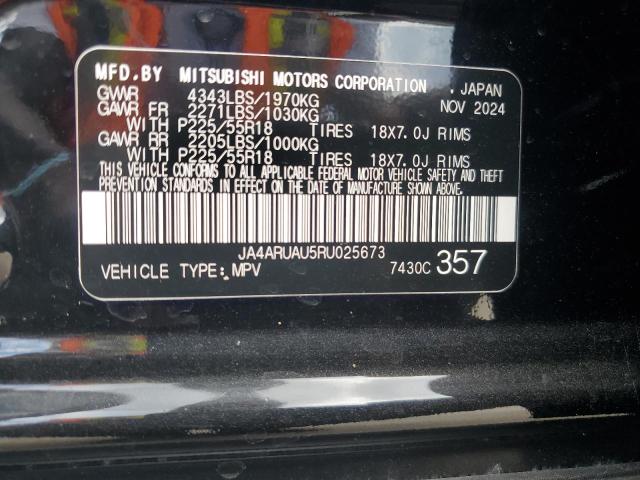 MFD.BY MITSUBISHI MOTORS CORPORATION . JAPAN
GVWR 4343LBS/1970KG NOV 2024
GAWR FR 2271LBS/1030KG
WITH P225/55R18 TIRES 18X7.0J RIMS
GAWR RR 2205LBS/1000KG
WITH P225/55R18 TIRES 18X7.0J RIMS
THIS VEHICLE CONFORMS TO ALL APPLICABLE FEDERAL MOTOR VEHICLE SAFETY AND THEFT
PREVENTION STANDARDS IN EFFECT ON THE DATE OF MANUFACTURE SHOWN ABOVE.
JA4ARUAU5RU025673
VEHICLE TYPE: MPV 7430C 357